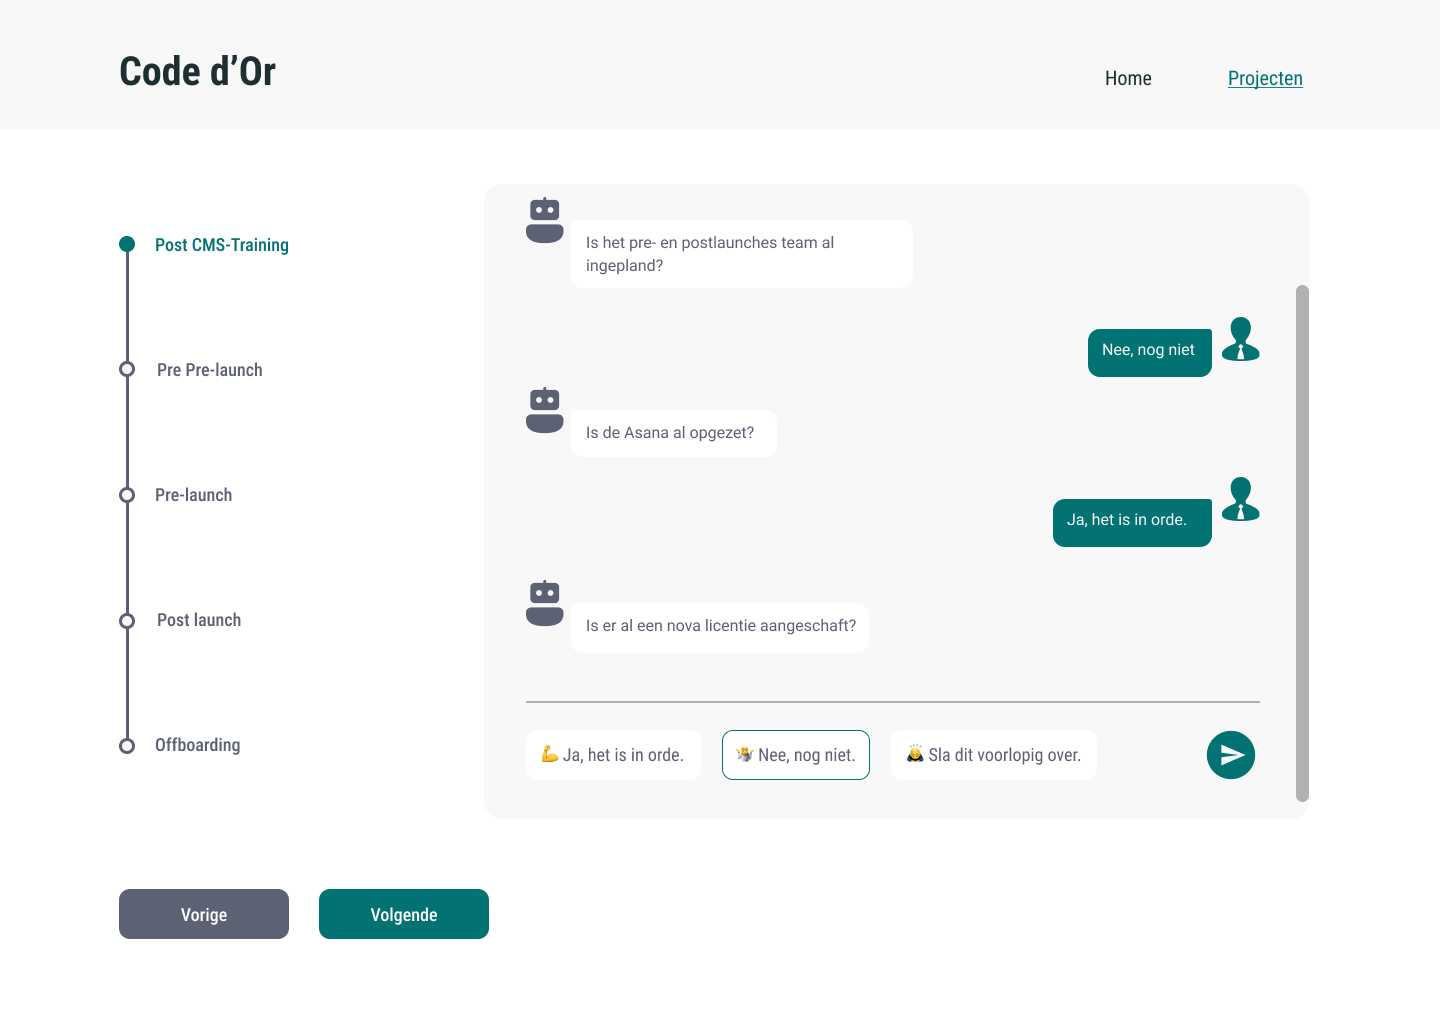 Code d’Or
Home
Projecten
Post CMS-Training
Pre Pre-launch
Pre-launch
Post launch
Offboarding
Is het pre- en postlaunches team al
ingepland?
Nee, nog niet
Is de Asana al opgezet?
Ja, het is in orde.
Is er al een nova licentie aangeschaft?
💪 Ja, het is in orde.
🤷 Nee, nog niet.
🙇 Sla dit voorlopig over.
Vorige
Volgende